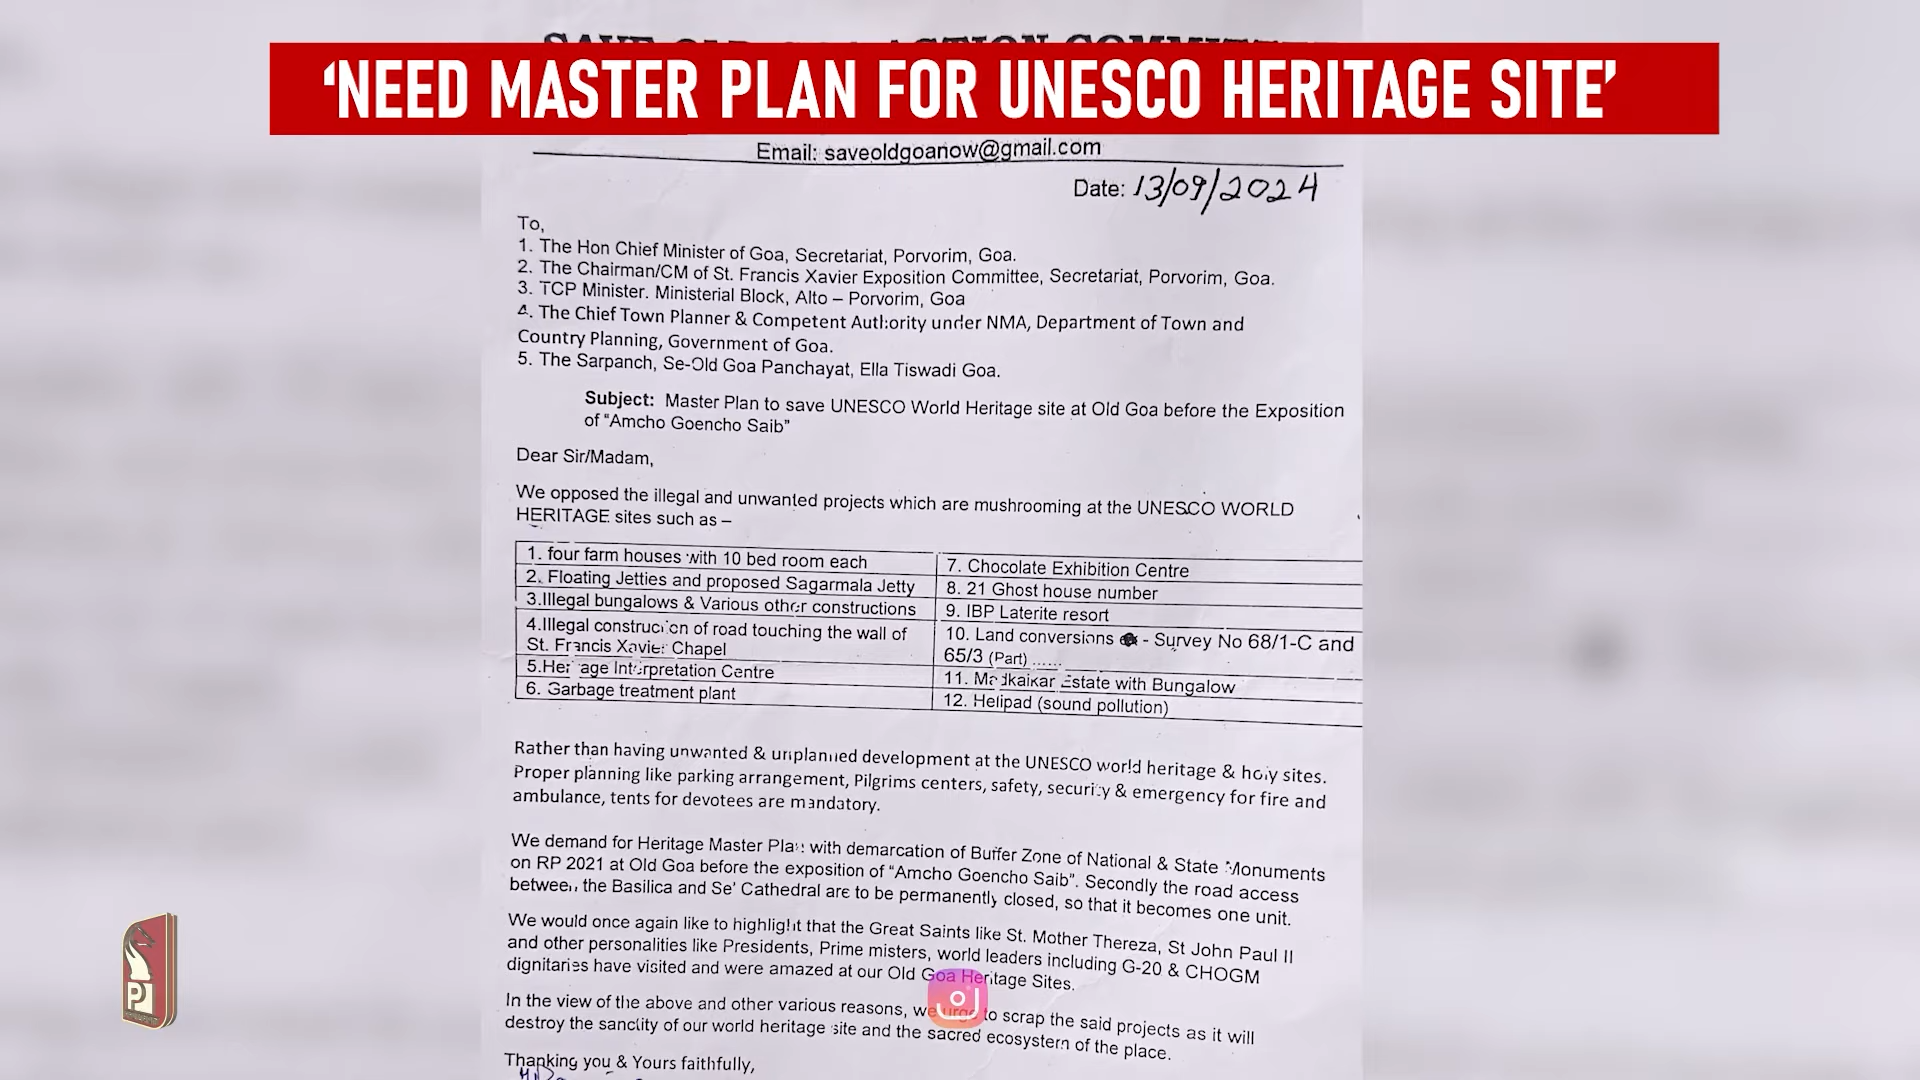 SAVE OLD GOA ACTION COMMITTEE
‘NEED MASTER PLAN FOR UNESCO HERITAGE SITE’
Email: saveoldgoanow@gmail.com
Date: 13/09/2024
To,
1. The Hon Chief Minister of Goa, Secretariat, Porvorim, Goa.
2. The Chairman/CM of St. Francis Xavier Exposition Committee, Secretariat, Porvorim, Goa.
3. TCP Minister. Ministerial Block, Alto – Porvorim, Goa
4. The Chief Town Planner & Competent Authority under NMA, Department of Town and
Country Planning, Government of Goa.
5. The Sarpanch, Se-Old Goa Panchayat, Ella Tiswadi Goa.
Subject: Master Plan to save UNESCO World Heritage site at Old Goa before the Exposition
of “Amcho Goencho Saib”
Dear Sir/Madam,
We opposed the illegal and unwanted projects which are mushrooming at the UNESCO WORLD
HERITAGE sites such as –
1. four farm houses with 10 bed room each
2. Floating Jetties and proposed Sagarmala Jetty
3.Illegal bungalows & Various other constructions
4.Illegal construction of road touching the wall of
St. Francis Xavier Chapel
5.Heritage Interpretation Centre
6. Garbage treatment plant
7. Chocolate Exhibition Centre
8. 21 Ghost house number
9. IBP Laterite resort
10. Land conversions - Survey No 68/1-C and
65/3 (Part) ......
11. Madkaikar Estate with Bungalow
12. Helipad (sound pollution)
Rather than having unwanted & unplanned development at the UNESCO world heritage & holy sites.
Proper planning like parking arrangement, Pilgrims centers, safety, security & emergency for fire and
ambulance, tents for devotees are mandatory.
We demand for Heritage Master Plan with demarcation of Buffer Zone of National & State Monuments
on RP 2021 at Old Goa before the exposition of “Amcho Goencho Saib”. Secondly the road access
between the Basilica and Se’ Cathedral are to be permanently closed, so that it becomes one unit.
We would once again like to highlight that the Great Saints like St. Mother Thereza, St John Paul II
and other personalities like Presidents, Prime misters, world leaders including G-20 & CHOGM
dignitaries have visited and were amazed at our Old Goa Heritage Sites.
In the view of the above and other various reasons, we urge to scrap the said projects as it will
destroy the sanctity of our world heritage site and the sacred ecosystem of the place.
Thanking you & Yours faithfully,
PI